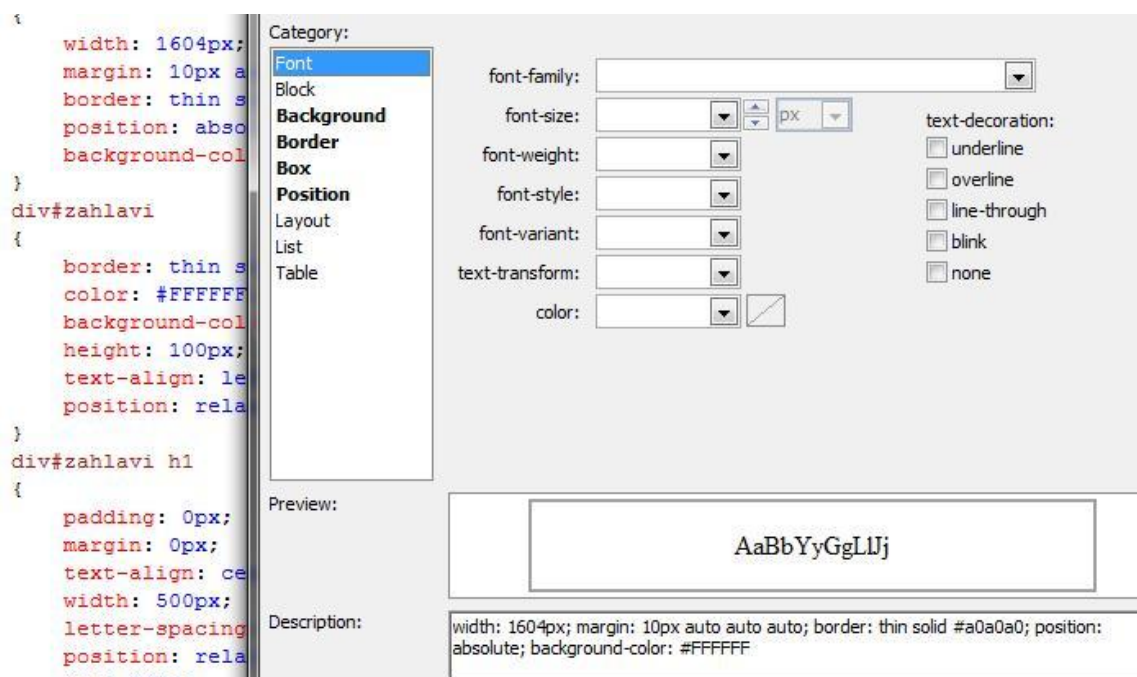 {
width: 1604px;
margin: 10px a
border: thin s
position: abso
background-col
}
div#zahlavi
{
border: thin s
color: #FFFFFF
background-col
height: 100px;
text-align: le
position: rela
}
div#zahlavi h1
{
padding: 0px;
margin: 0px;
text-align: ce
width: 500px;
letter-spacing
position: rela
Category:
Font
Block
Background
Border
Box
Position
Layout
List
Table
font-family:
font-size:
px
font-weight:
font-style:
font-variant:
text-transform:
color:
text-decoration:
underline
overline
line-through
blink
none
Preview:
AaBbYyGgLlJj
Description:
width: 1604px; margin: 10px auto auto auto; border: thin solid #a0a0a0; position:
absolute; background-color: #FFFFFF